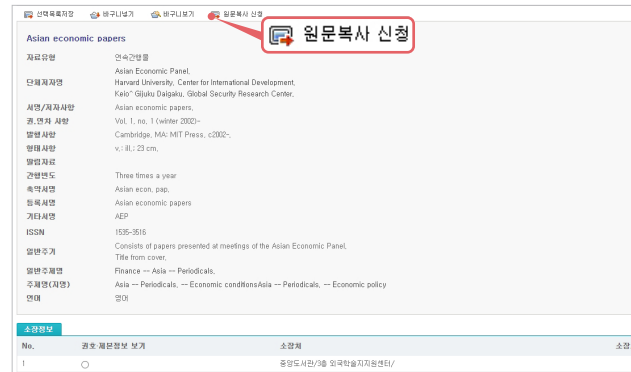 선택목록저장 바구니넣기 바구니보기 원문복사 신청
원문복사 신청
Asian economic papers
자료유형 연속간행물
단체저자명 Asian Economic Panel.
Harvard University, Center for International Development.
Keio^ Gijuku Daigaku, Global Security Research Center.
서명/저자사항 Asian economic papers.
권.연차 사항 Vol. 1, no. 1 (winter 2002)-
발행사항 Cambridge, MA: MIT Press, c2002-.
형태사항 v. : ill. ; 23 cm.
딸림자료
간행빈도 Three times a year
축약서명 Asian econ. pap.
등록서명 Asian economic papers
기타서명 AEP
ISSN 1535-3516
일반주기 Consists of papers presented at meetings of the Asian Economic Panel.
Title from cover.
일반주제명 Finance -- Asia -- Periodicals.
주제명(지명) Asia -- Periodicals. -- Economic conditionsAsia -- Periodicals. -- Economic policy
언어 영어
소장정보
No. 권호·제본정보 보기 소장처 소장
1 중앙도서관/3층 외국학술지지원센터/